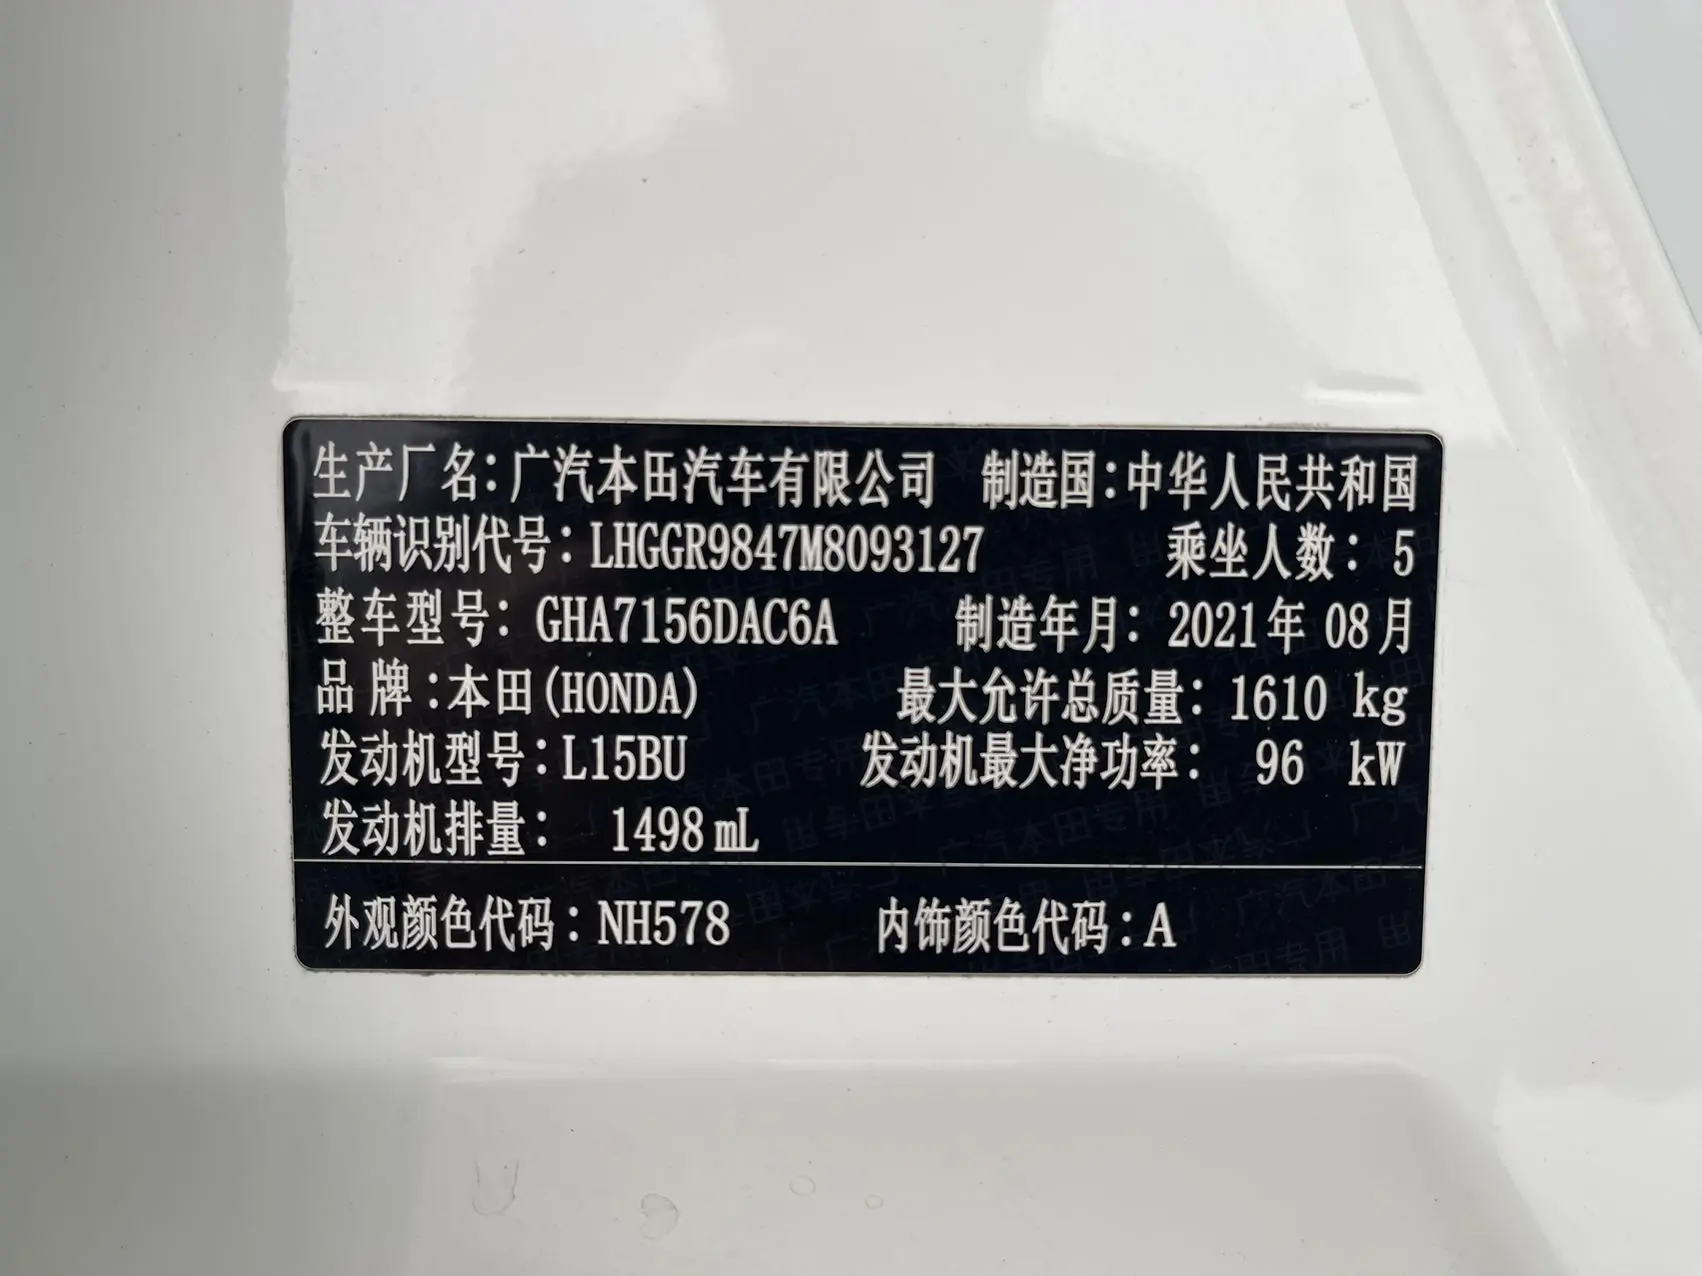 生产厂名：广汽本田汽车有限公司 制造国：中华人民共和国
车辆识别代号：LHGGR9847M8093127 乘坐人数：5
整车型号：GHA7156DAC6A 制造年月：2021年08月
品牌：本田(HONDA) 最大允许总质量：1610 kg
发动机型号：L15BU 发动机最大净功率：96 kW
发动机排量：1498 mL
外观颜色代码：NH578 内饰颜色代码：A